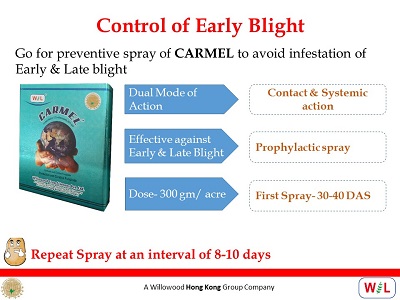 Control of Early Blight
Go for preventive spray of CARMEL to avoid infestation of
Early & Late blight
W L
CARMEL
Dual Mode of
Action
Contact & Systemic
action
Effective against
Early & Late Blight
Prophylactic spray
Dose- 300 gm/ acre
First Spray- 30-40 DAS
Repeat Spray at an interval of 8-10 days
A Willowood Hong Kong Group Company
W L